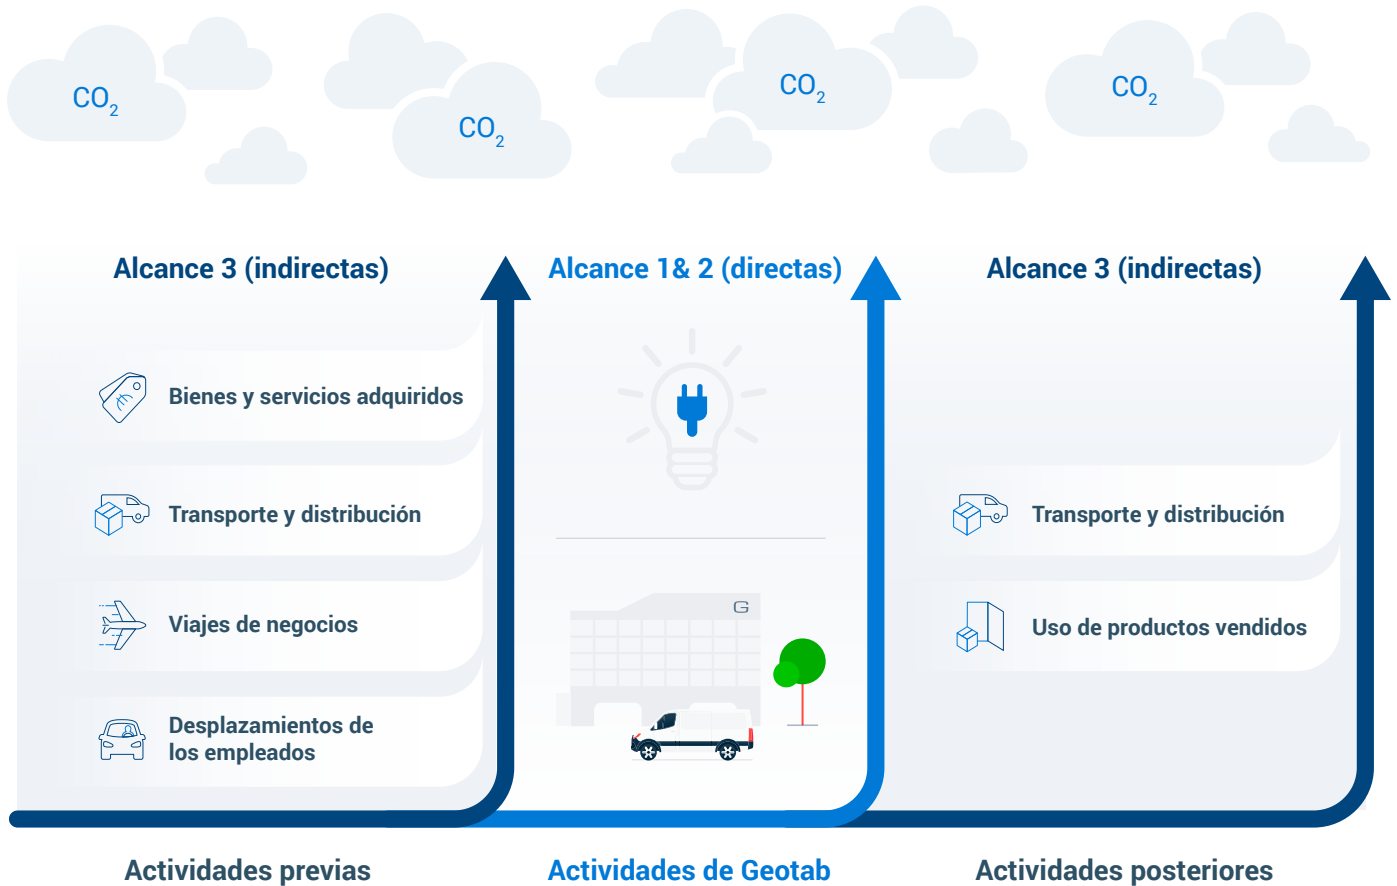 CO2
CO2
CO2
CO2
Alcance 3 (indirectas)
Alcance 1& 2 (directas)
Alcance 3 (indirectas)
Bienes y servicios adquiridos
Transporte y distribución
Viajes de negocios
Desplazamientos de
los empleados
G
Transporte y distribución
Uso de productos vendidos
Actividades previas
Actividades de Geotab
Actividades posteriores